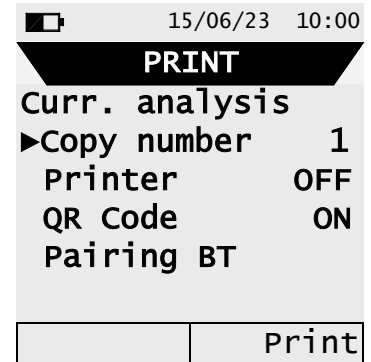 15/06/23 10:00
PRINT
Curr. analysis
▶Copy number 1
Printer OFF
QR Code ON
Pairing BT
Print